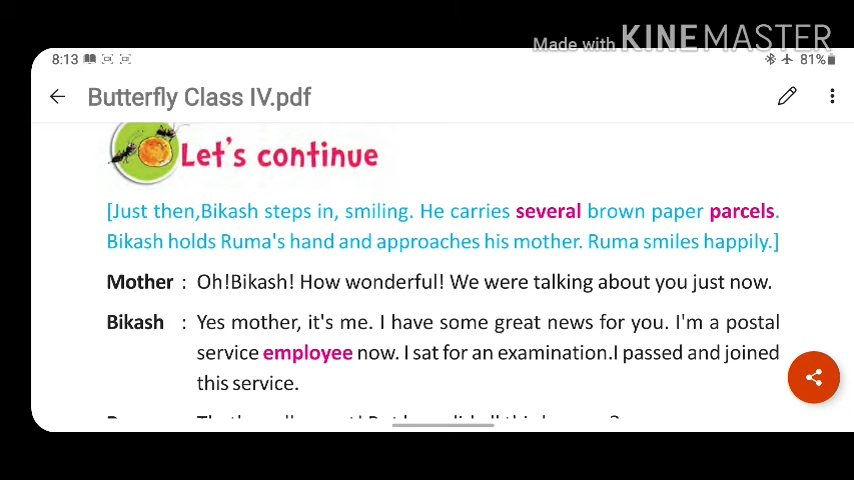 Made with KINEMASTER
8:13 81%
Butterfly Class IV.pdf
Let's continue
[Just then,Bikash steps in, smiling. He carries several brown paper parcels.
Bikash holds Ruma's hand and approaches his mother. Ruma smiles happily.]
Mother : Oh!Bikash! How wonderful! We were talking about you just now.
Bikash : Yes mother, it's me. I have some great news for you. I'm a postal
service employee now. I sat for an examination.I passed and joined
this service.